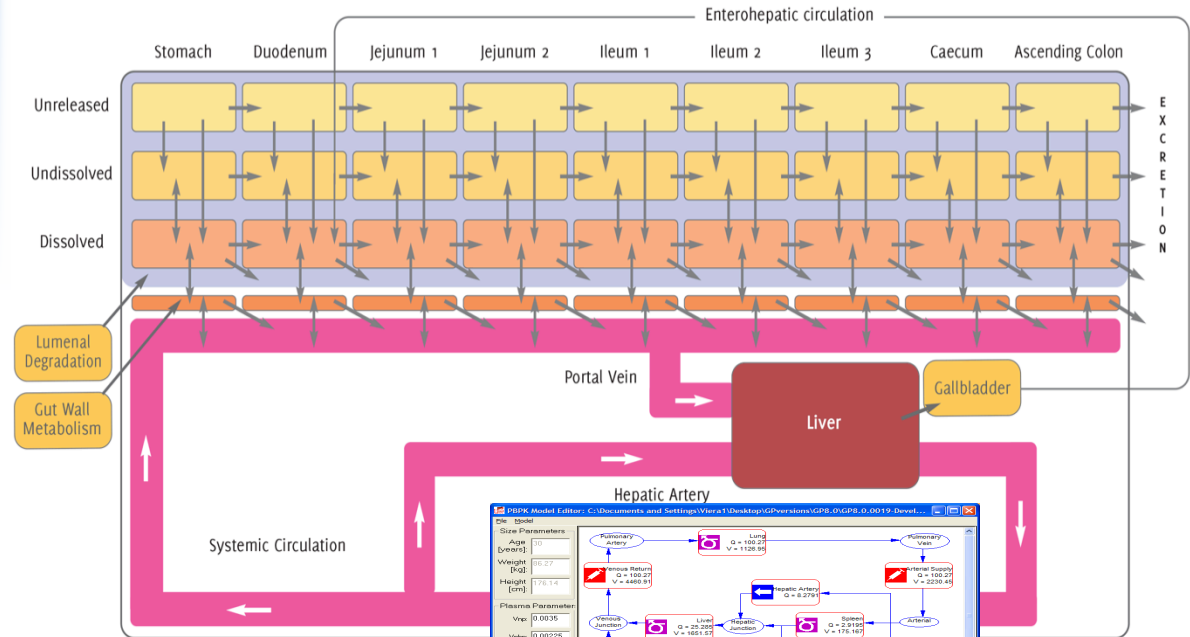 Enterohepatic circulation
Stomach Duodenum Jejunum 1 Jejunum 2 Ileum 1 Ileum 2 Ileum 3 Caecum Ascending Colon
Unreleased
Undissolved
Dissolved
EXCRETION
Lumenal
Degradation
Gut Wall
Metabolism
Portal Vein
Liver
Gallbladder
Hepatic Artery
Systemic Circulation
PBPK Model Editor: C:\Documents and Settings\Viera1\Desktop\GPversions\GP8.0\GP8.0.0019-Devel...
File Model
Size Parameters
Age
[years]: 30
Weight
[kg]: 86.27
Height
[cm]: 176.14
Plasma Parameter
Vnp: 0.0035
0.00225
Pulmonary
Artery
Lung
Q = 100.27
V = 1126.95
Pulmonary
Vein
Venous Return
Q = 100.27
V = 4460.91
Arterial Supply
Q = 100.27
V = 2230.45
Hepatic Artery
Q = 8.2791
Venous
Junction
Liver
Q = 25.285
V = 1651.57
Hepatic
Junction
Spleen
Q = 2.9195
V = 175.167
Arterial